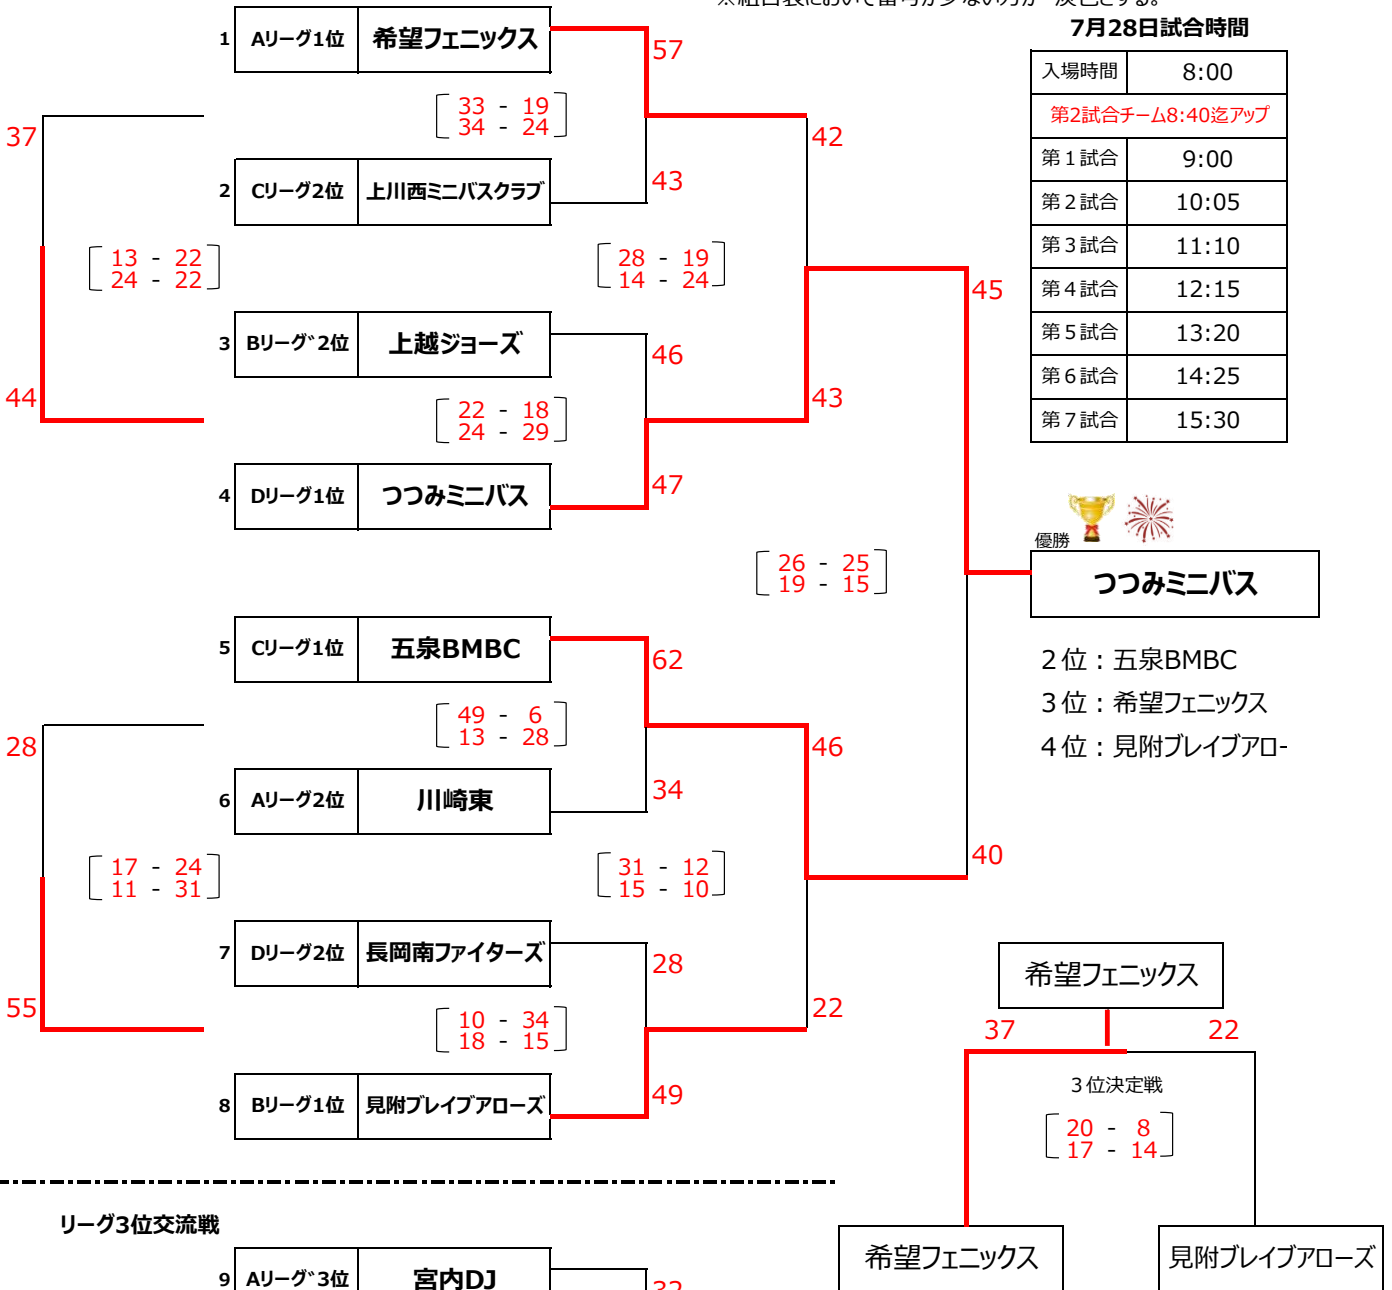 7月28日試合時間
入場時間 8:00
第2試合チーム8:40迄アップ
第1試合 9:00
第2試合 10:05
第3試合 11:10
第4試合 12:15
第5試合 13:20
第6試合 14:25
第7試合 15:30
1 Aリーグ1位 希望フェニックス
57
33 - 19
34 - 24
37
42
2 Cリーグ2位 上川西ミニバスクラブ
43
13 - 22
24 - 22
28 - 19
14 - 24
45
3 Bリーグ2位 上越ジョーズ
46
44
43
22 - 18
24 - 29
4 Dリーグ1位 つつみミニバス
47
優勝
つつみミニバス
26 - 25
19 - 15
5 Cリーグ1位 五泉BMBC
62
2位：五泉BMBC
3位：希望フェニックス
4位：見附ブレイブアロー
49 - 6
13 - 28
28
46
6 Aリーグ2位 川崎東
34
17 - 24
11 - 31
31 - 12
15 - 10
40
7 Dリーグ2位 長岡南ファイターズ
28
55
22
10 - 34
18 - 15
8 Bリーグ1位 見附ブレイブアローズ
49
希望フェニックス
37 22
3位決定戦
20 - 8
17 - 14
希望フェニックス 見附ブレイブアローズ
リーグ3位交流戦
9 Aリーグ3位 宮内DJ